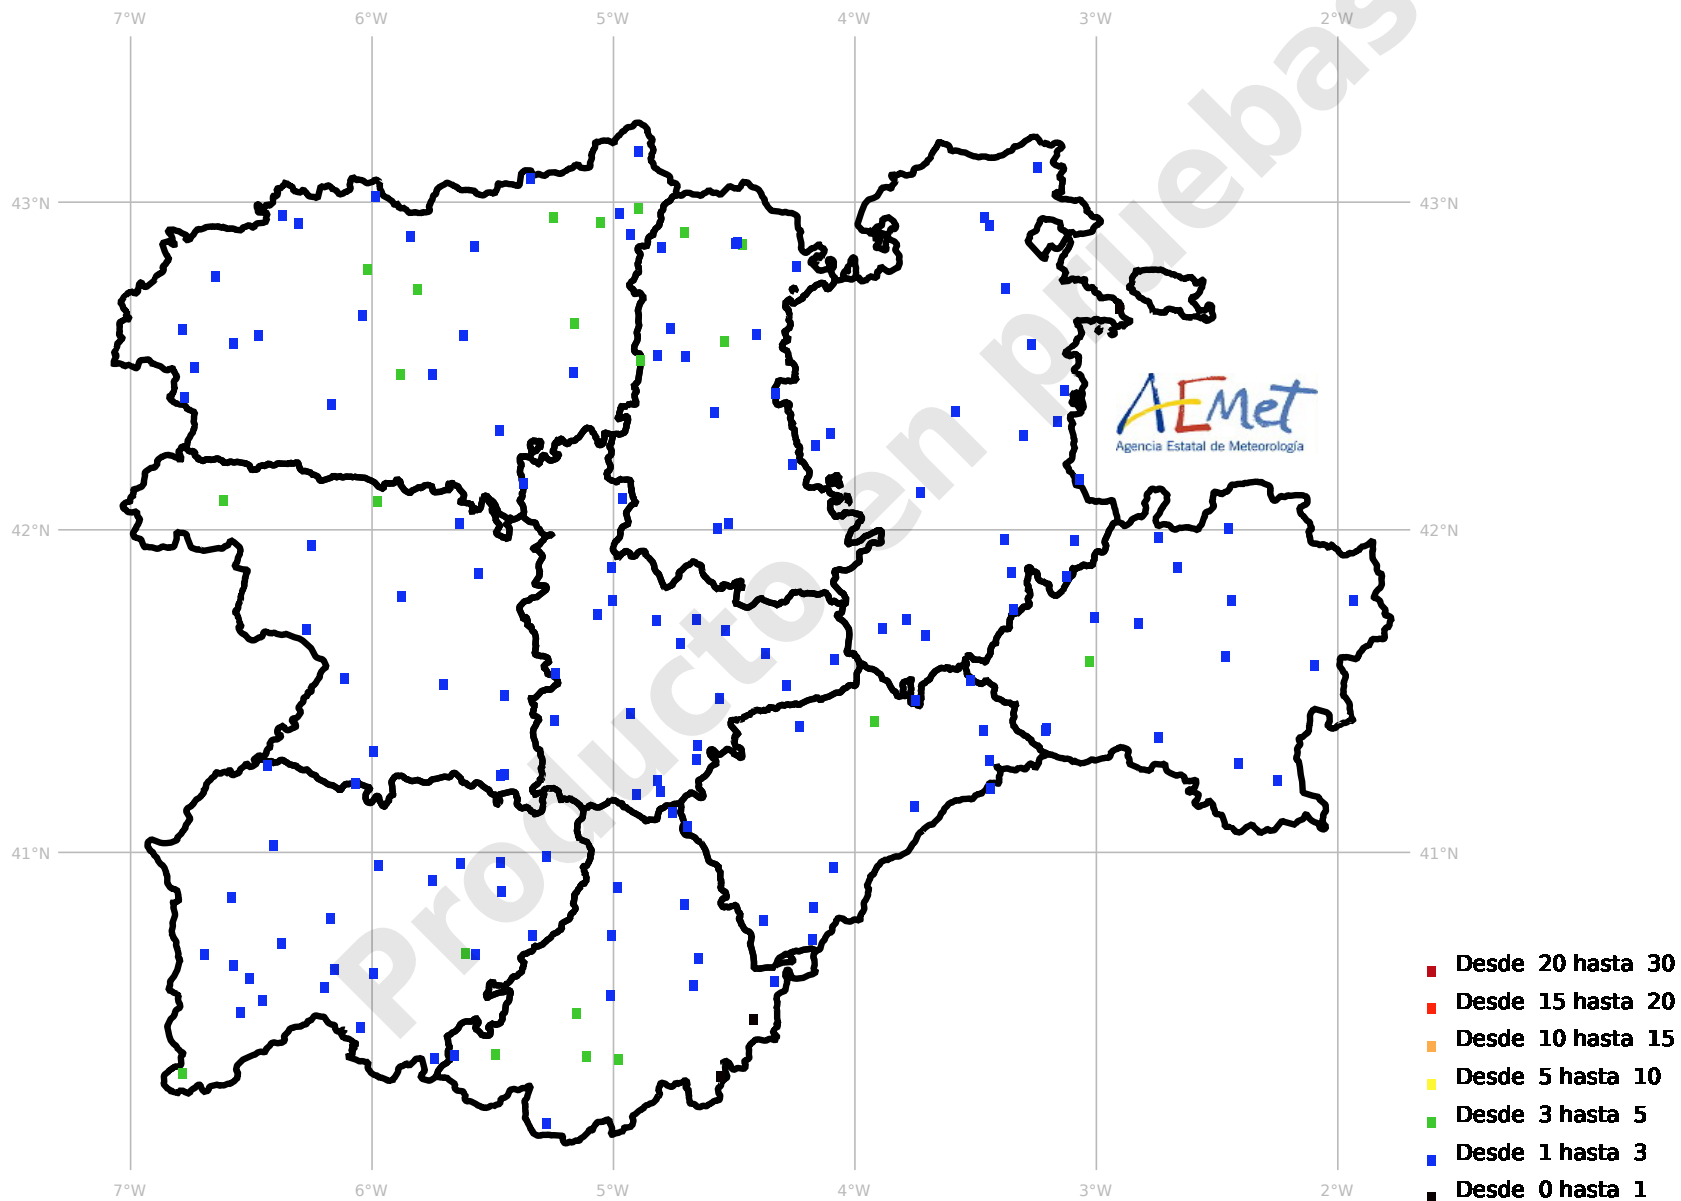 7°W 6°W 5°W 4°W 3°W 2°W
43°N 43°N
42°N 42°N
41°N 41°N
Producto en pruebas
AEMet
Agencia Estatal de Meteorología
Desde 20 hasta 30
Desde 15 hasta 20
Desde 10 hasta 15
Desde 5 hasta 10
Desde 3 hasta 5
Desde 1 hasta 3
Desde 0 hasta 1
7°W 6°W 5°W 4°W 3°W 2°W